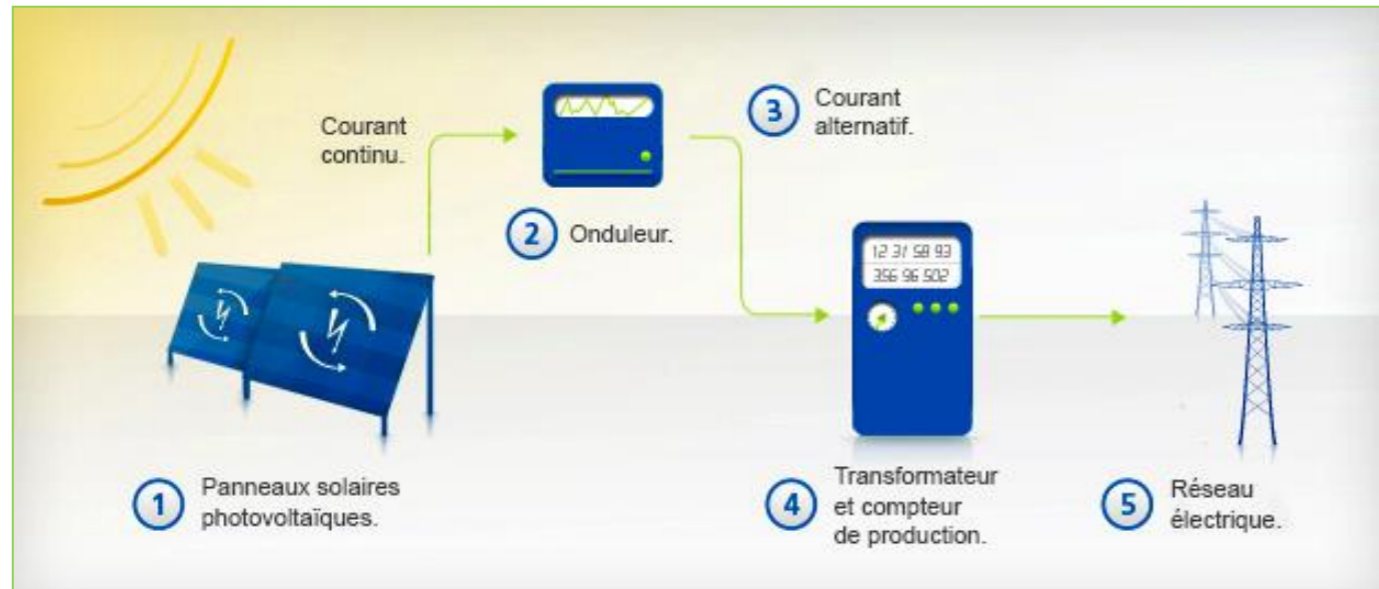 Courant
continu.
3
Courant
alternatif.
2
Onduleur.
12 31 58 93
356 96 502
1
Panneaux solaires
photovoltaïques.
4
Transformateur
et compteur
de production.
5
Réseau
électrique.